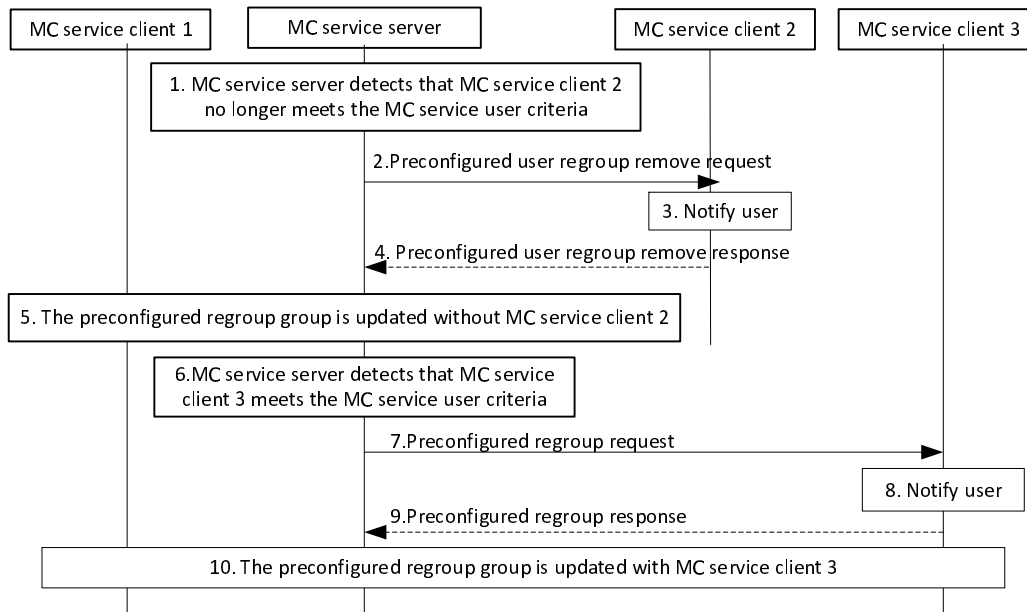 MC service client 1
MC service server
MC service client 2
MC service client 3
1. MC service server detects that MC service client 2
no longer meets the MC service user criteria
2.Preconfigured user regroup remove request
3. Notify user
4. Preconfigured user regroup remove response
5. The preconfigured regroup group is updated without MC service client 2
6.MC service server detects that MC service
client 3 meets the MC service user criteria
7.Preconfigured regroup request
8. Notify user
9.Preconfigured regroup response
10. The preconfigured regroup group is updated with MC service client 3